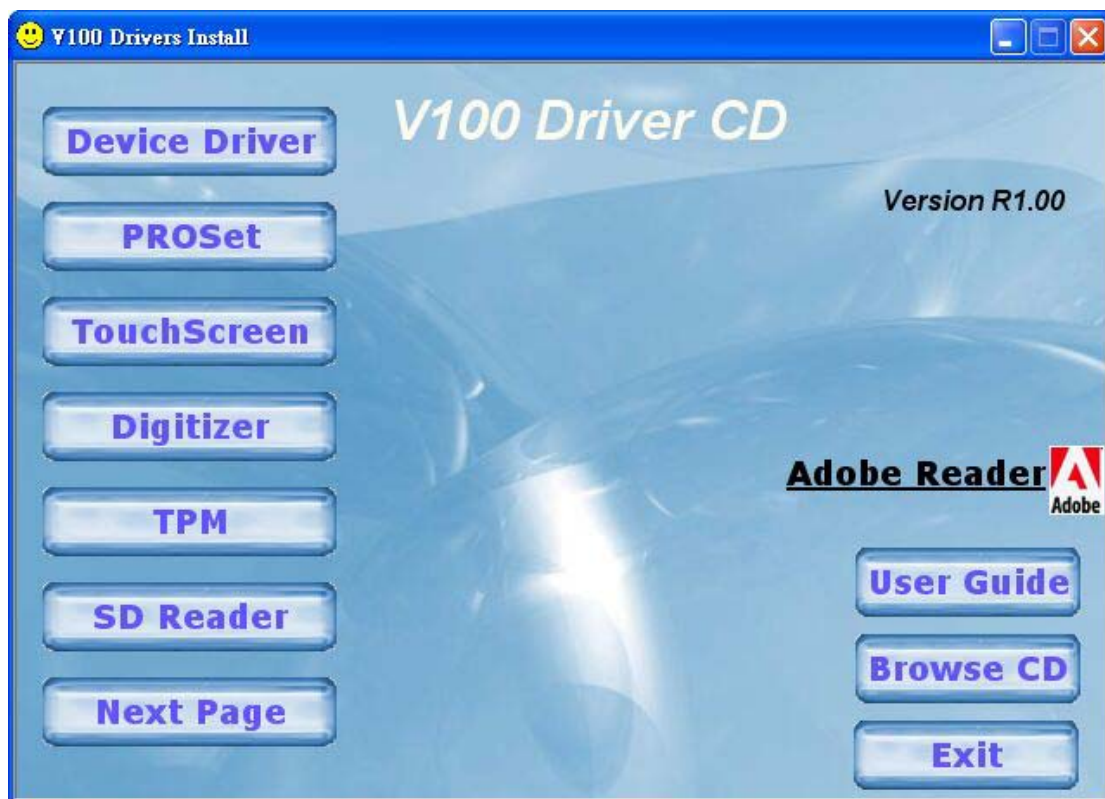 V100 Drivers Install
V100 Driver CD
Version R1.00
Device Driver
PROSet
TouchScreen
Digitizer
TPM
SD Reader
Next Page
Adobe Reader
Adobe
User Guide
Browse CD
Exit